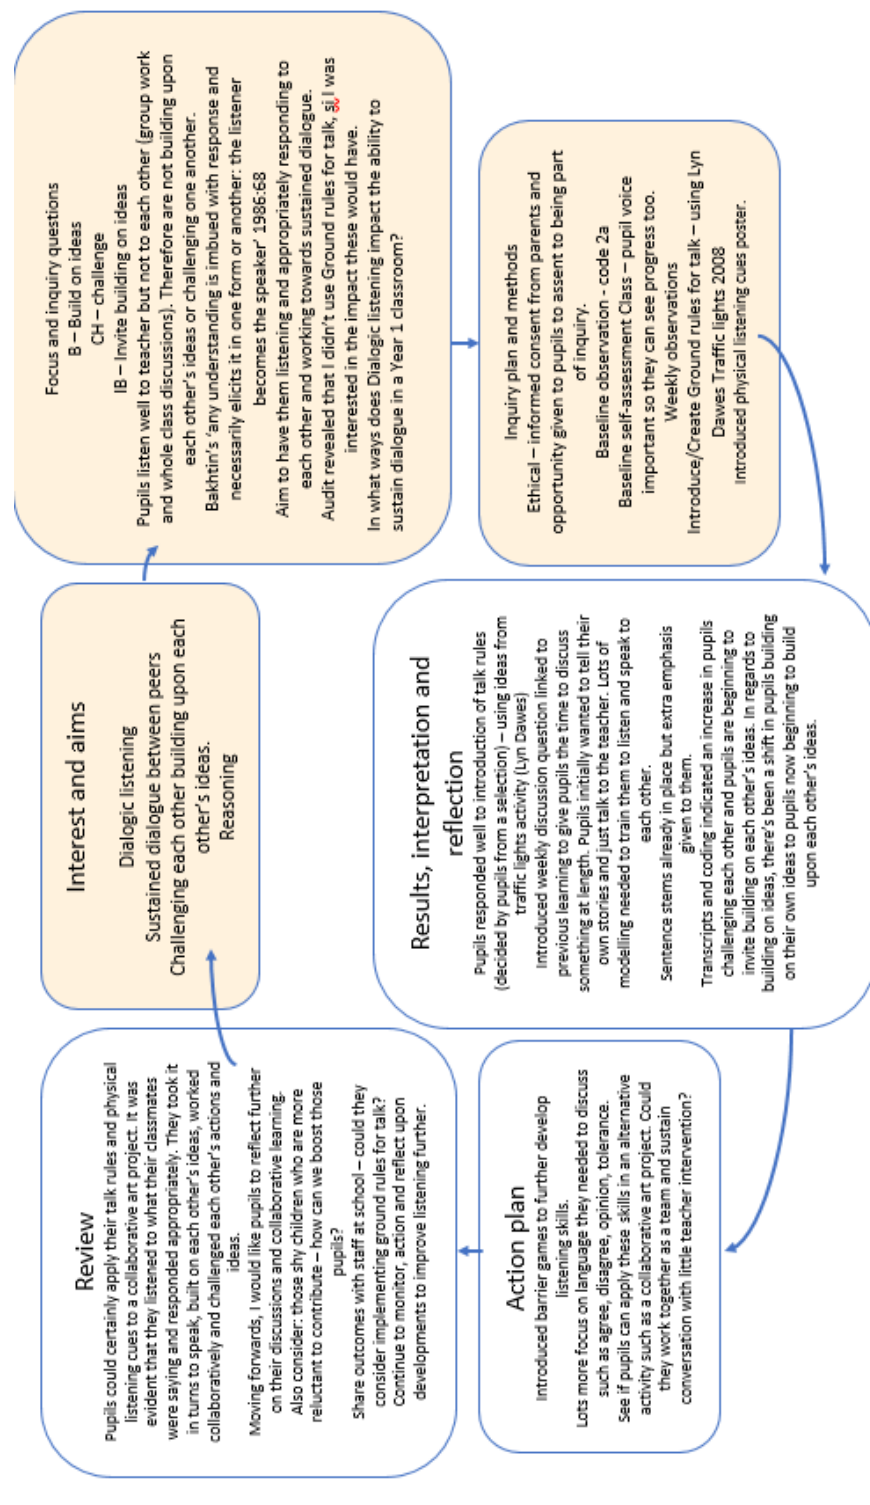 Interest and aims
Dialogic listening
Sustained dialogue between peers
Challenging each other building upon each
other's ideas.
Reasoning
Focus and inquiry questions
B – Build on ideas
CH – challenge
IB – Invite building on ideas
Pupils listen well to teacher but not to each other (group work
and whole class discussions). Therefore are not building upon
each other's ideas or challenging one another.
Bakhtin's 'any understanding is imbued with response and
necessarily elicits it in one form or another: the listener
becomes the speaker' 1986:68
Aim to have them listening and appropriately responding to
each other and working towards sustained dialogue.
Audit revealed that I didn't use Ground rules for talk, si I was
interested in the impact these would have.
In what ways does Dialogic listening impact the ability to
sustain dialogue in a Year 1 classroom?
Inquiry plan and methods
Ethical – informed consent from parents and
opportunity given to pupils to assent to being part
of inquiry.
Baseline observation - code 2a
Baseline self-assessment Class – pupil voice
important so they can see progress too.
Weekly observations
Introduce/Create Ground rules for talk – using Lyn
Dawes Traffic lights 2008
Introduced physical listening cues poster.
Results, interpretation and
reflection
Pupils responded well to introduction of talk rules
(decided by pupils from a selection) – using ideas from
traffic lights activity (Lyn Dawes)
Introduced weekly discussion question linked to
previous learning to give pupils the time to discuss
something at length. Pupils initially wanted to tell their
own stories and just talk to the teacher. Lots of
modelling needed to train them to listen and speak to
each other.
Sentence stems already in place but extra emphasis
given to them.
Transcripts and coding indicated an increase in pupils
challenging each other and pupils are beginning to
invite building on each other's ideas. In regards to
building on ideas, there's been a shift in pupils building
on their own ideas to pupils now beginning to build
upon each other's ideas.
Action plan
Introduced barrier games to further develop
listening skills.
Lots more focus on language they needed to discuss
such as agree, disagree, opinion, tolerance.
See if pupils can apply these skills in an alternative
activity such as a collaborative art project. Could
they work together as a team and sustain
conversation with little teacher intervention?
Review
Pupils could certainly apply their talk rules and physical
listening cues to a collaborative art project. It was
evident that they listened to what their classmates
were saying and responded appropriately. They took it
in turns to speak, built on each other's ideas, worked
collaboratively and challenged each other's actions and
ideas.
Moving forwards, I would like pupils to reflect further
on their discussions and collaborative learning.
Also consider: those shy children who are more
reluctant to contribute – how can we boost those
pupils?
Share outcomes with staff at school – could they
consider implementing ground rules for talk?
Continue to monitor, action and reflect upon
developments to improve listening further.